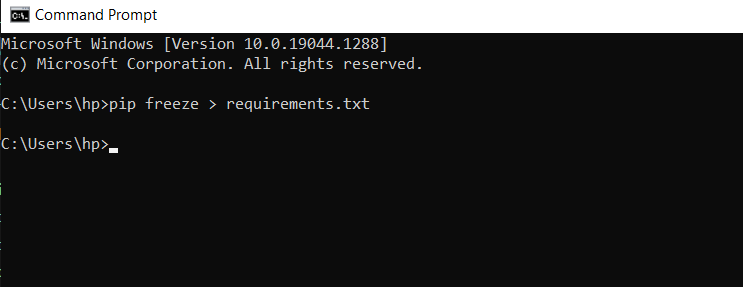 Command Prompt
Microsoft Windows [Version 10.0.19044.1288]
(c) Microsoft Corporation. All rights reserved.
C:\Users\hp>pip freeze > requirements.txt
C:\Users\hp>